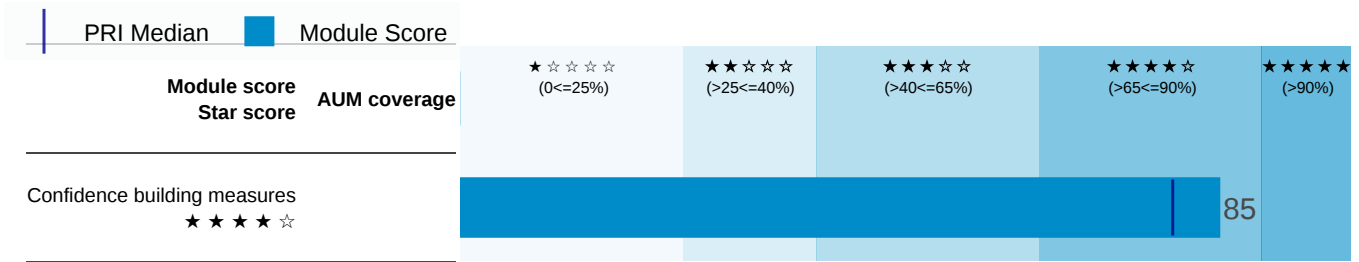 PRI Median Module Score
Module score
Star score
AUM coverage
★☆☆☆☆ ★★☆☆☆ ★★★☆☆ ★★★★☆ ★★★★★
(0<=25%) (>25<=40%) (>40<=65%) (>65<=90%) (>90%)
Confidence building measures
★★★★☆
85